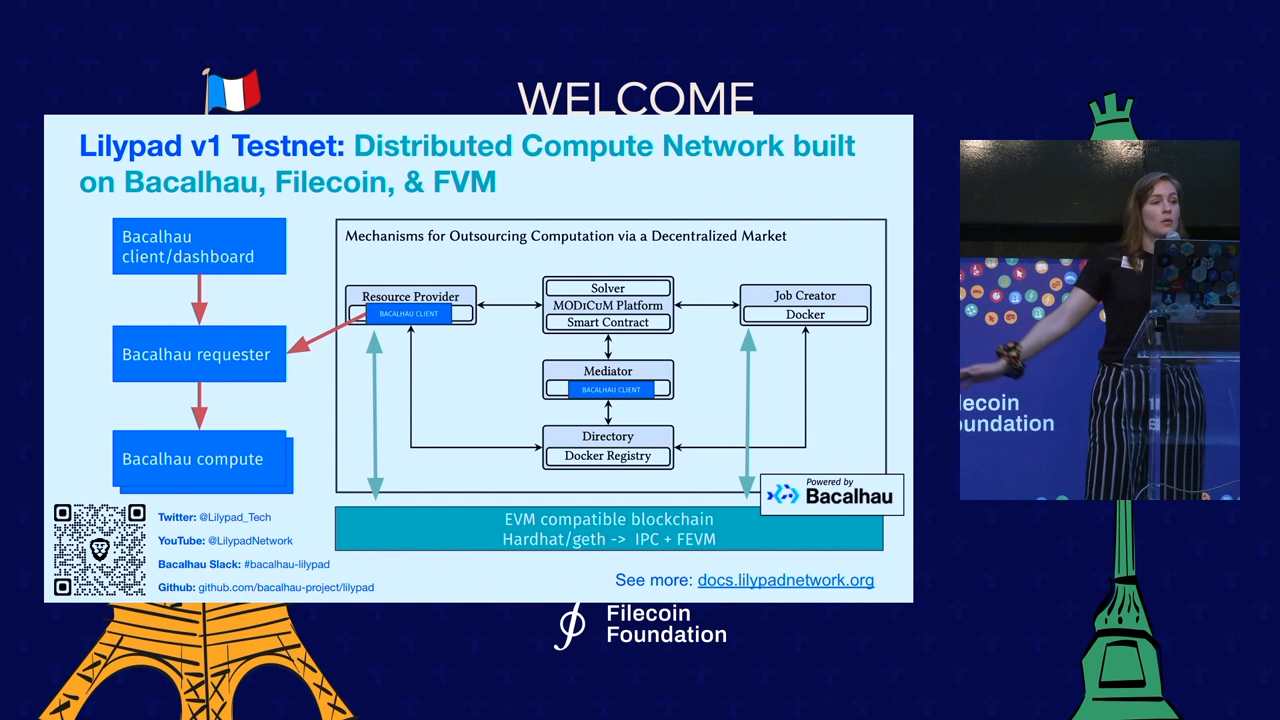 WELCOME
Lilypad v1 Testnet: Distributed Compute Network built
on Bacalhau, Filecoin, & FVM
Bacalhau
client/dashboard
Bacalhau requester
Bacalhau compute
Mechanisms for Outsourcing Computation via a Decentralized Market
Resource Provider
BACALHAU CLIENT
Solver
MODiCuM Platform
Smart Contract
Job Creator
Docker
Mediator
BACALHAU CLIENT
Directory
Docker Registry
Powered by
Bacalhau
EVM compatible blockchain
Hardhat/geth -> IPC + FEVM
Twitter: @Lilypad_Tech
YouTube: @LilypadNetwork
Bacalhau Slack: #bacalhau-lilypad
Github: github.com/bacalhau-project/lilypad
See more: docs.lilypadnetwork.org
Filecoin
Foundation
lecoin
oundation